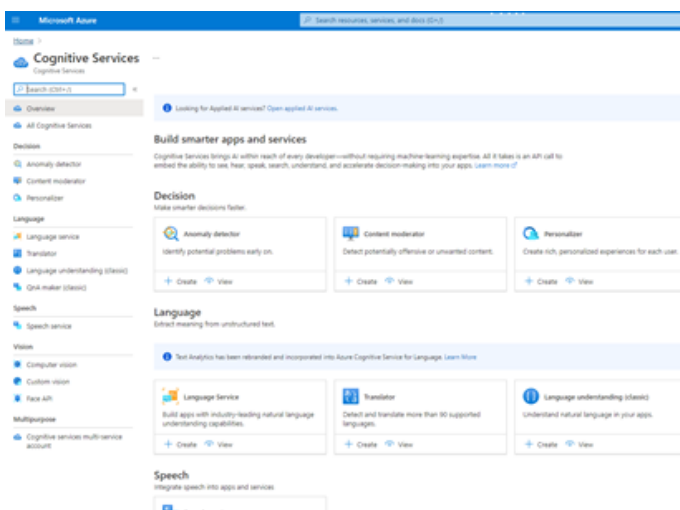 Microsoft Azure
Search resources, services, and docs (G+/)
Home >
Cognitive Services ...
Cognitive Services
Search (Ctrl+/)
«
Overview
All Cognitive Services
Decision
Anomaly detector
Content moderator
Personalizer
Language
Language service
Translator
Language understanding (classic)
QnA maker (classic)
Speech
Speech service
Vision
Computer vision
Custom vision
Face API
Multipurpose
Cognitive services multi-service
account
Looking for Applied AI services? Open applied AI services.
Build smarter apps and services
Cognitive Services brings AI within reach of every developer—without requiring machine-learning expertise. All it takes is an API call to
embed the ability to see, hear, speak, search, understand, and accelerate decision-making into your apps. Learn more
Decision
Make smarter decisions faster.
Anomaly detector
Identify potential problems early on.
+ Create View
Content moderator
Detect potentially offensive or unwanted content.
+ Create View
Personalizer
Create rich, personalized experiences for each user.
+ Create View
Language
Extract meaning from unstructured text.
Text Analytics has been rebranded and incorporated into Azure Cognitive Service for Language. Learn More
Language Service
Build apps with industry-leading natural language
understanding capabilities.
+ Create View
Translator
Detect and translate more than 90 supported
languages.
+ Create View
Language understanding (classic)
Understand natural language in your apps.
+ Create View
Speech
Integrate speech into apps and services